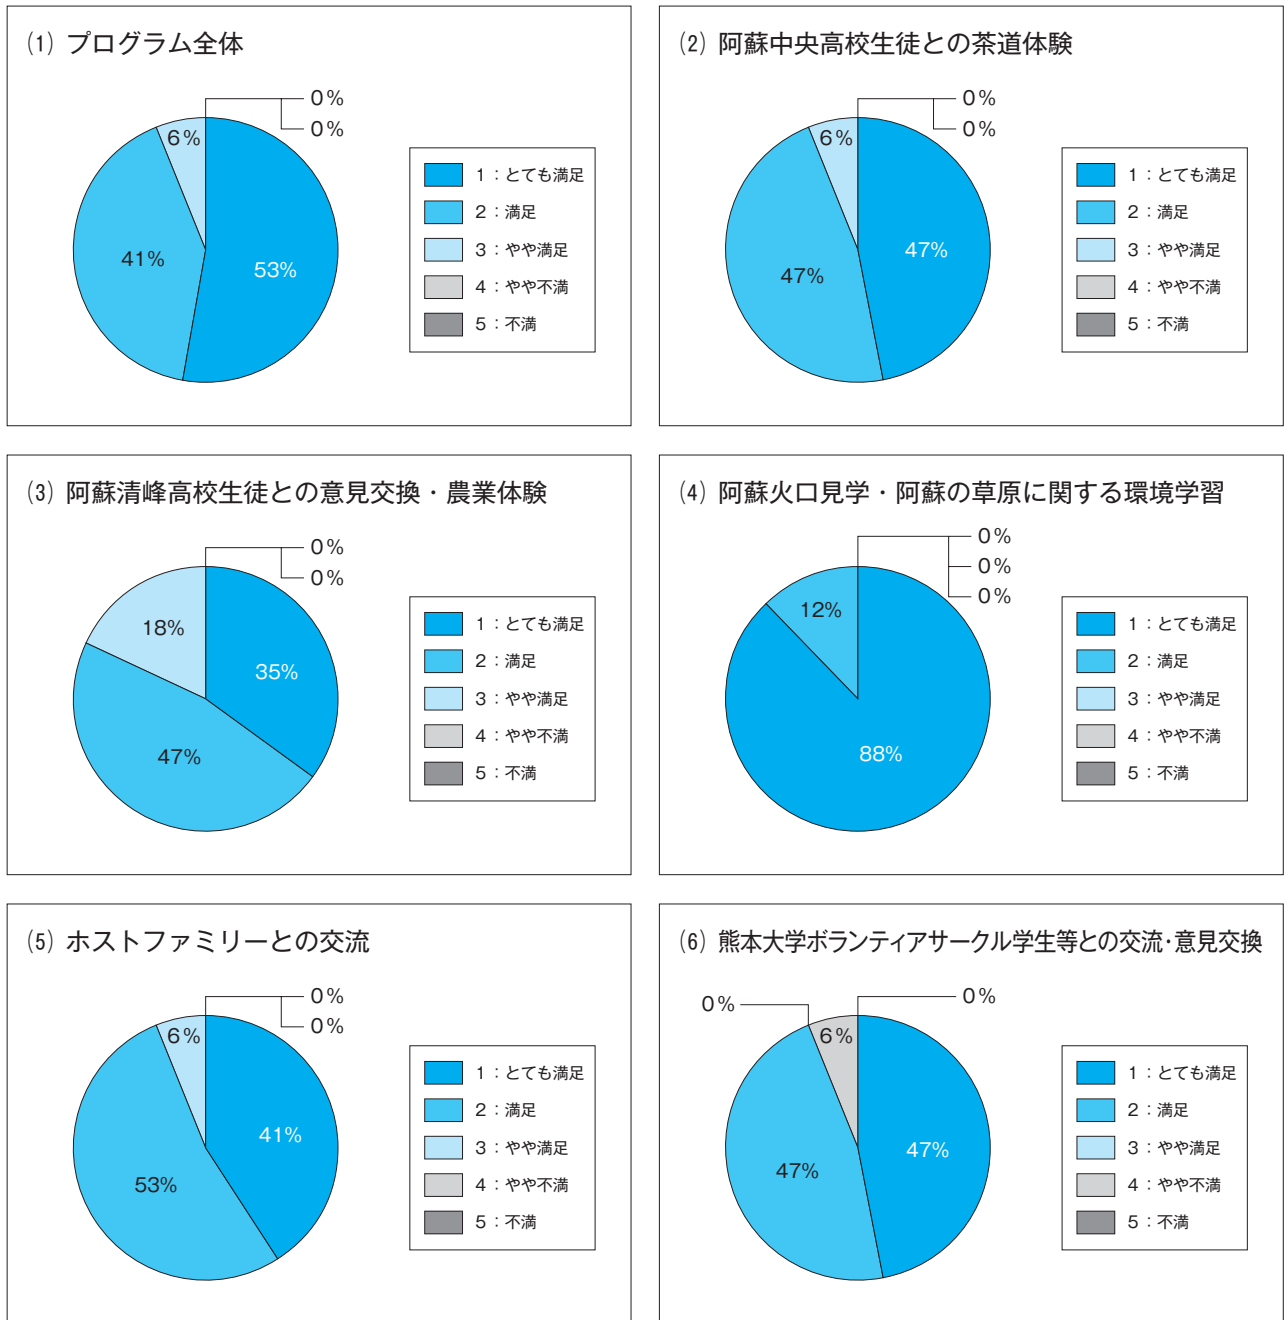 (1) プログラム全体
0%
0%
6%
41%
53%
1：とても満足
2：満足
3：やや満足
4：やや不満
5：不満
(2) 阿蘇中央高校生徒との茶道体験
0%
0%
6%
47%
47%
1：とても満足
2：満足
3：やや満足
4：やや不満
5：不満
(3) 阿蘇清峰高校生徒との意見交換・農業体験
0%
0%
18%
35%
47%
1：とても満足
2：満足
3：やや満足
4：やや不満
5：不満
(4) 阿蘇火口見学・阿蘇の草原に関する環境学習
0%
0%
0%
12%
88%
1：とても満足
2：満足
3：やや満足
4：やや不満
5：不満
(5) ホストファミリーとの交流
0%
0%
6%
41%
53%
1：とても満足
2：満足
3：やや満足
4：やや不満
5：不満
(6) 熊本大学ボランティアサークル学生等との交流・意見交換
0%
0%
6%
47%
47%
1：とても満足
2：満足
3：やや満足
4：やや不満
5：不満